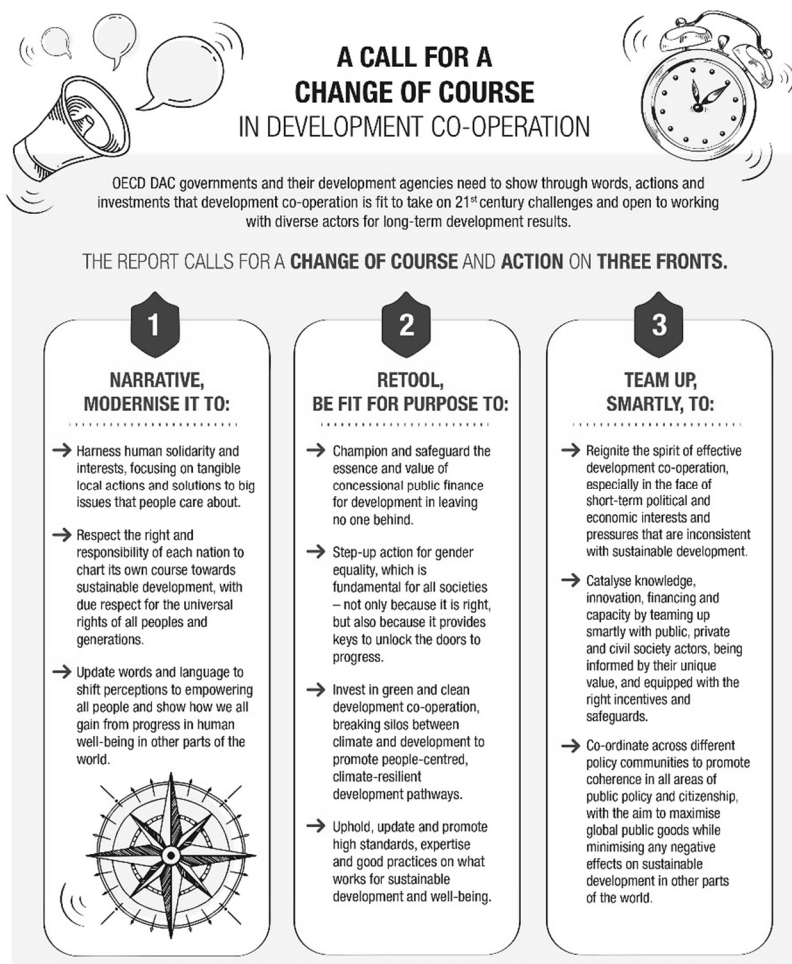 A CALL FOR A
CHANGE OF COURSE
IN DEVELOPMENT CO-OPERATION
OECD DAC governments and their development agencies need to show through words, actions and
investments that development co-operation is fit to take on 21st century challenges and open to working
with diverse actors for long-term development results.
THE REPORT CALLS FOR A CHANGE OF COURSE AND ACTION ON THREE FRONTS.
1
NARRATIVE,
MODERNISE IT TO:
→ Harness human solidarity and
interests, focusing on tangible
local actions and solutions to big
issues that people care about.
→ Respect the right and
responsibility of each nation to
chart its own course towards
sustainable development, with
due respect for the universal
rights of all peoples and
generations.
→ Update words and language to
shift perceptions to empowering
all people and show how we all
gain from progress in human
well-being in other parts of the
world.
2
RETOOL,
BE FIT FOR PURPOSE TO:
→ Champion and safeguard the
essence and value of
concessional public finance
for development in leaving
no one behind.
→ Step-up action for gender
equality, which is
fundamental for all societies
– not only because it is right,
but also because it provides
keys to unlock the doors to
progress.
→ Invest in green and clean
development co-operation,
breaking silos between
climate and development to
promote people-centred,
climate-resilient
development pathways.
→ Uphold, update and promote
high standards, expertise
and good practices on what
works for sustainable
development and well-being.
3
TEAM UP,
SMARTLY, TO:
→ Reignite the spirit of effective
development co-operation,
especially in the face of
short-term political and
economic interests and
pressures that are inconsistent
with sustainable development.
→ Catalyse knowledge,
innovation, financing and
capacity by teaming up
smartly with public, private
and civil society actors, being
informed by their unique
value, and equipped with the
right incentives and
safeguards.
→ Co-ordinate across different
policy communities to promote
coherence in all areas of
public policy and citizenship,
with the aim to maximise
global public goods while
minimising any negative
effects on sustainable
development in other parts
of the world.